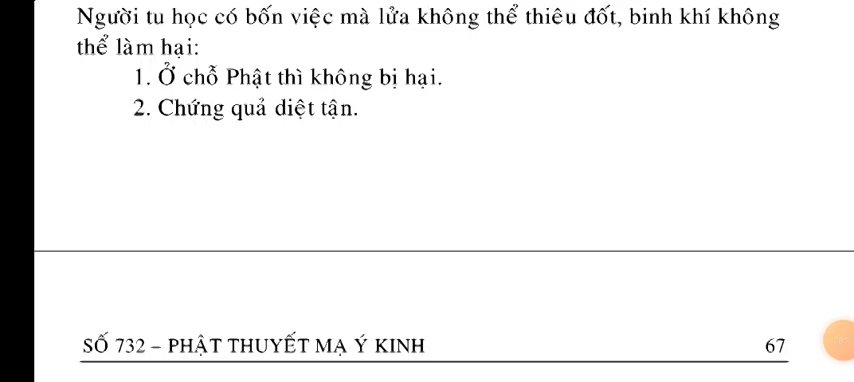 Người tu học có bốn việc mà lửa không thể thiêu đốt, binh khí không
thể làm hại:
1. Ở chỗ Phật thì không bị hại.
2. Chứng quả diệt tận.
SỐ 732 – PHẬT THUYẾT MẠ Ý KINH 67